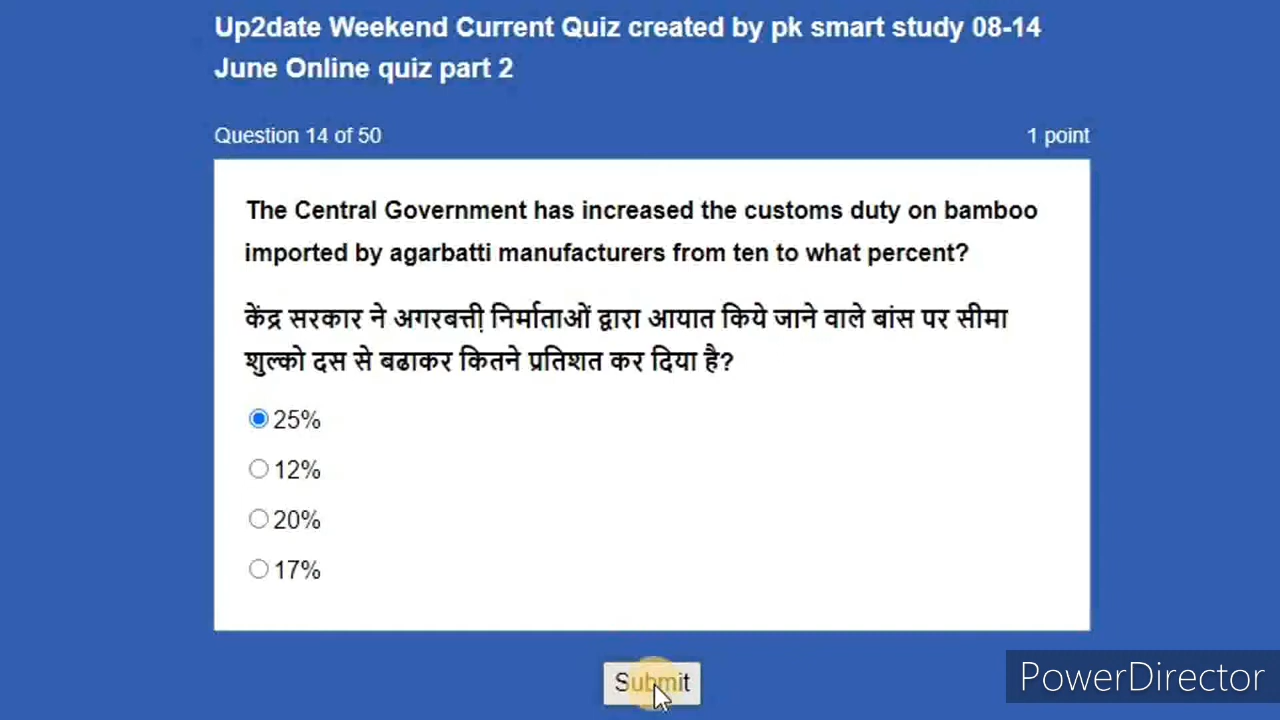 Up2date Weekend Current Quiz created by pk smart study 08-14
June Online quiz part 2
Question 14 of 50
1 point
The Central Government has increased the customs duty on bamboo
imported by agarbatti manufacturers from ten to what percent?
केंद्र सरकार ने अगरबत्ती़ निर्माताओं द्वारा आयात किये जाने वाले बांस पर सीमा
शुल्को दस से बढाकर कितने प्रतिशत कर दिया है?
25%
12%
20%
17%
Submit
PowerDirector